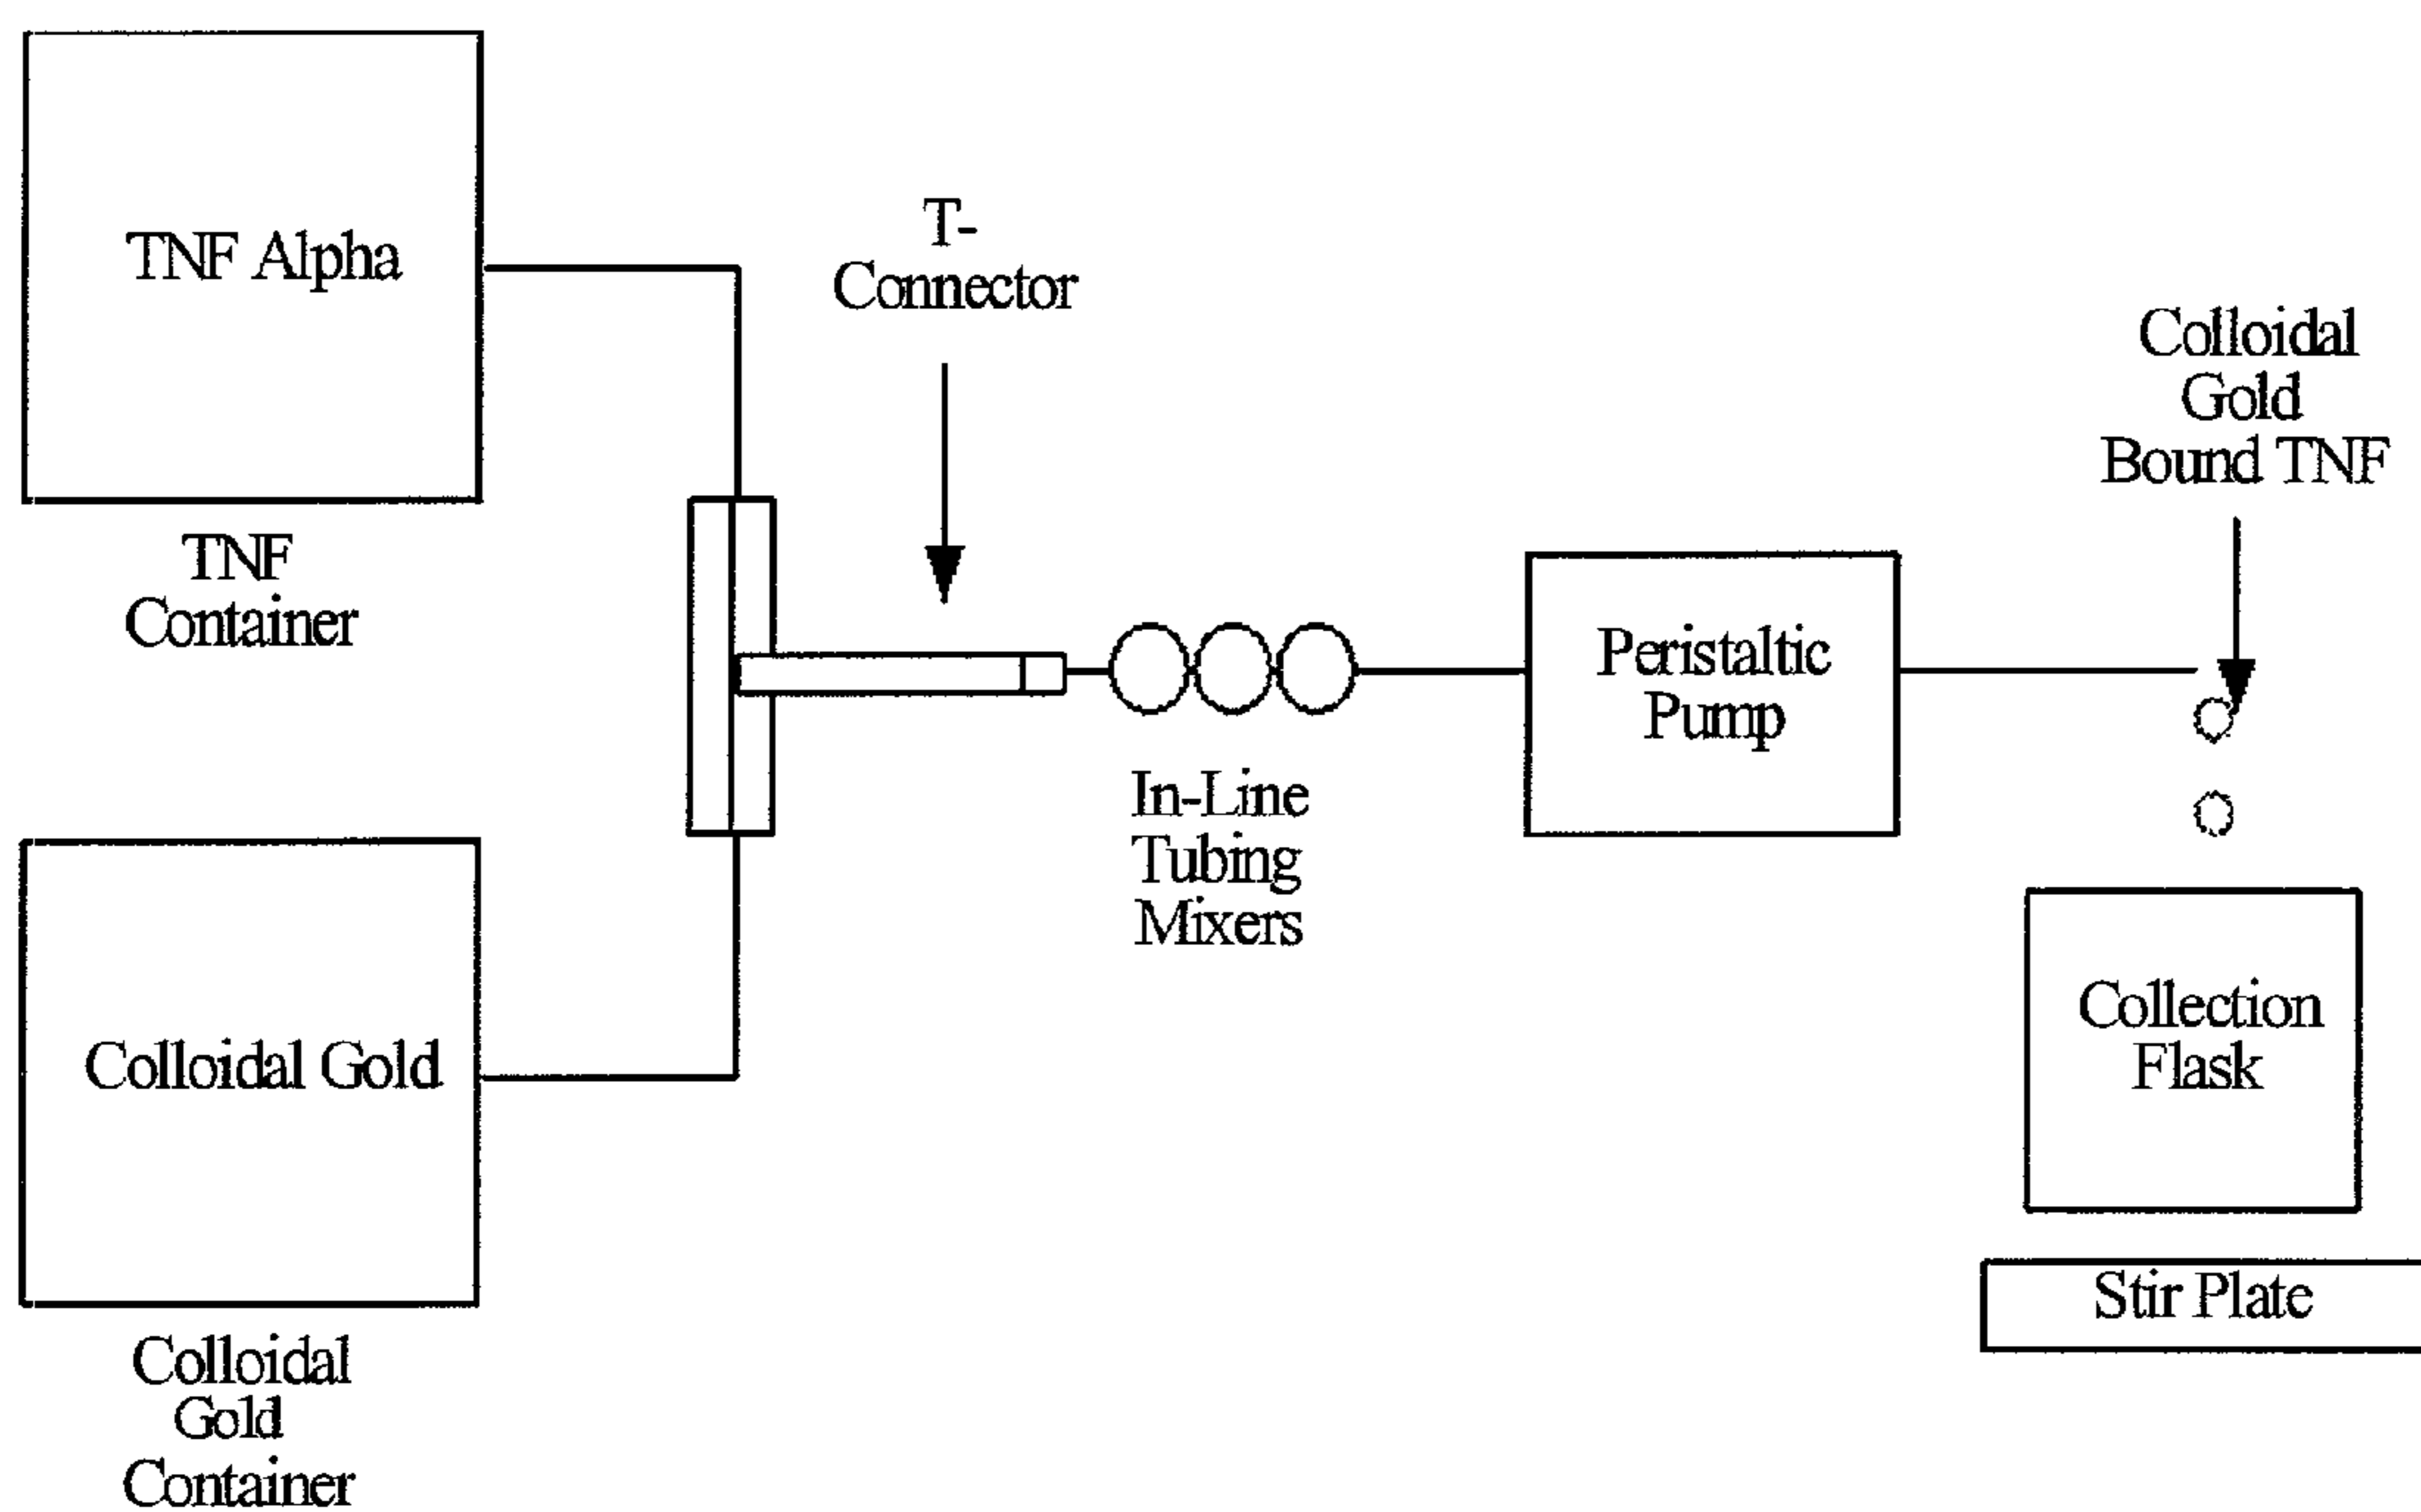 TNF Alpha
TNF
Container
T-
Connector
Colloidal
Gold
Bound TNF
Peristaltic
Pump
In-Line
Tubing
Mixers
Colloidal Gold
Colloidal
Gold
Container
Collection
Flask
Stir Plate